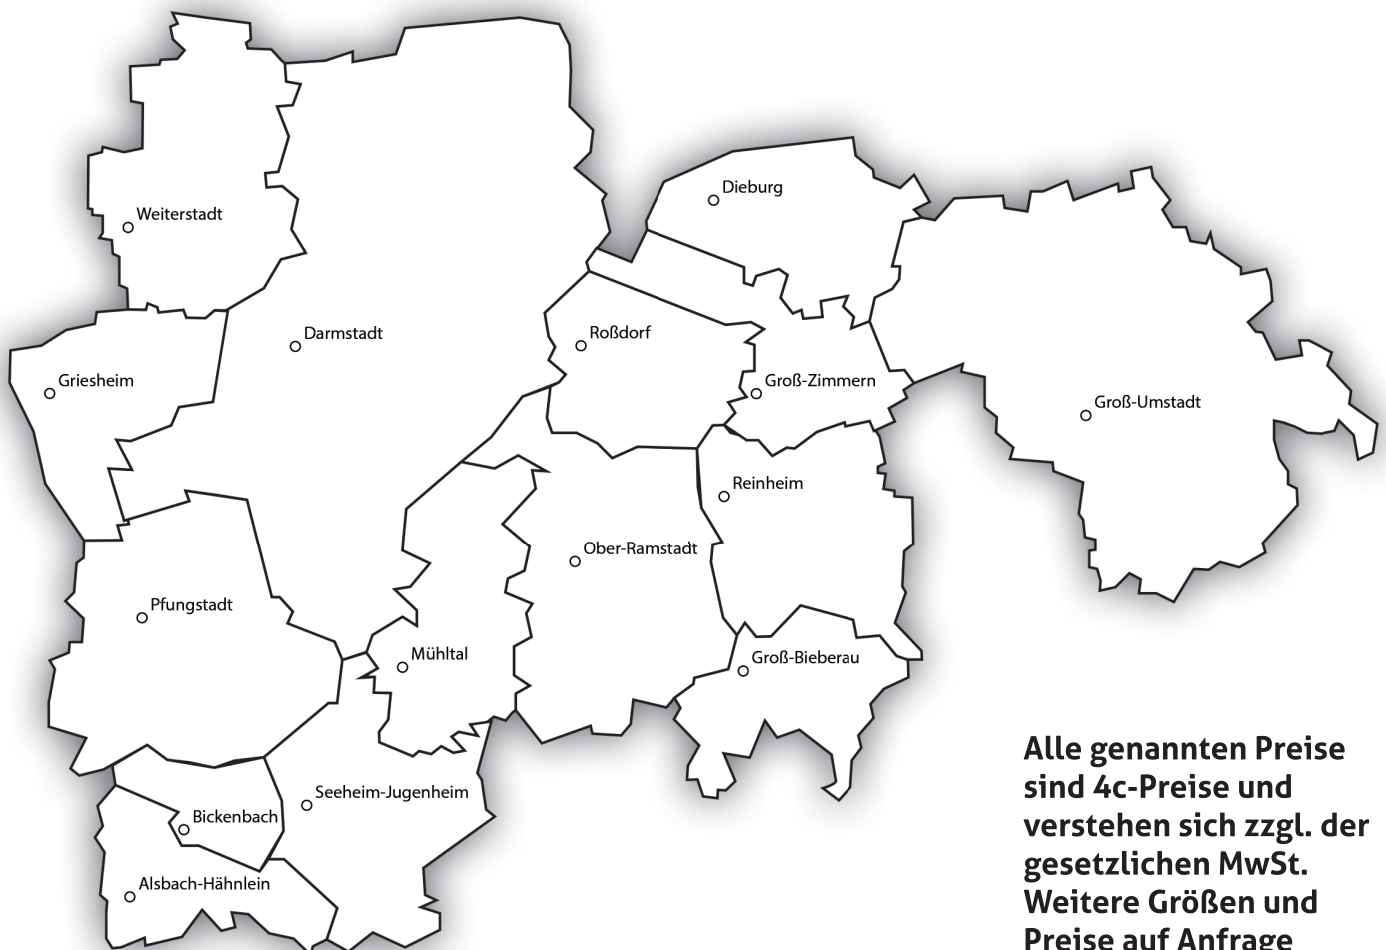 Dieburg
Weiterstadt
Darmstadt
Roßdorf
Griesheim
Groß-Zimmern
Groß-Umstadt
Reinheim
Ober-Ramstadt
Pfungstadt
Mühltal
Groß-Bieberau
Seeheim-Jugenheim
Bickenbach
Alsbach-Hähnlein
Alle genannten Preise
sind 4c-Preise und
verstehen sich zzgl. der
gesetzlichen MwSt.
Weitere Größen und
Preise auf Anfrage